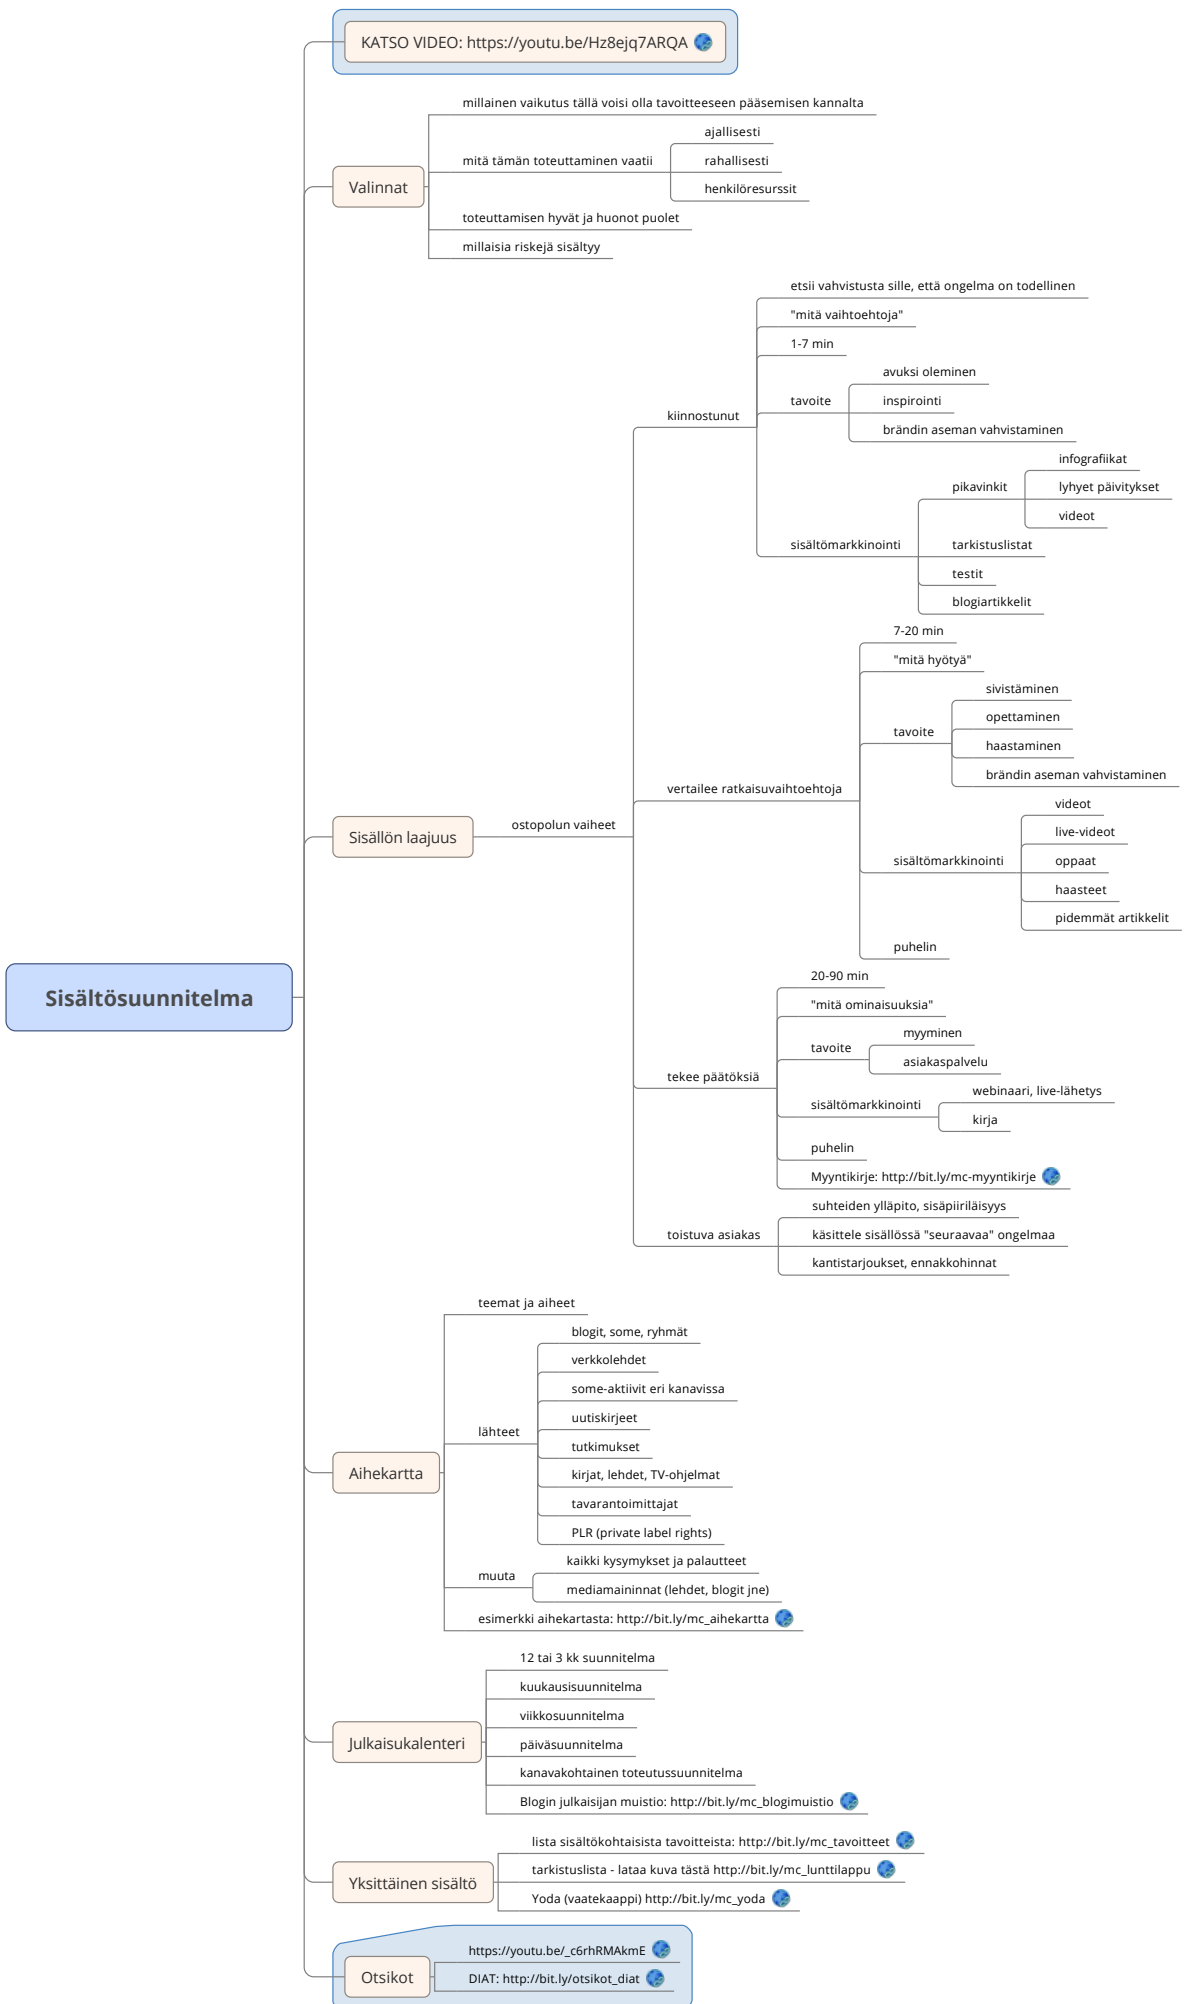 KATSO VIDEO: https://youtu.be/Hz8ejq7ARQA
Valinnat
millainen vaikutus tällä voisi olla tavoitteeseen pääsemisen kannalta
mitä tämän toteuttaminen vaatii
ajallisesti
rahallisesti
henkilöresurssit
toteuttamisen hyvät ja huonot puolet
millaisia riskejä sisältyy
Sisältösuunnitelma
Sisällön laajuus
ostopolun vaiheet
kiinnostunut
etsii vahvistusta sille, että ongelma on todellinen
"mitä vaihtoehtoja"
1-7 min
tavoite
avuksi oleminen
inspirointi
brändin aseman vahvistaminen
sisältömarkkinointi
pikavinkit
infografiikat
lyhyet päivitykset
videot
tarkistuslistat
testit
blogiartikkelit
vertailee ratkaisuvaihtoehtoja
7-20 min
"mitä hyötyä"
tavoite
sivistäminen
opettaminen
haastaminen
brändin aseman vahvistaminen
sisältömarkkinointi
videot
live-videot
oppaat
haasteet
pidemmät artikkelit
puhelin
tekee päätöksiä
20-90 min
"mitä ominaisuuksia"
tavoite
myyminen
asiakaspalvelu
sisältömarkkinointi
webinaari, live-lähetys
kirja
puhelin
Myyntikirje: http://bit.ly/mc-myyntikirje
toistuva asiakas
suhteiden ylläpito, sisäpiiriläisyys
käsittele sisällössä "seuraavaa" ongelmaa
kantistarjoukset, ennakkohinnat
Aihekartta
teemat ja aiheet
lähteet
blogit, some, ryhmät
verkkolehdet
some-aktiivit eri kanavissa
uutiskirjeet
tutkimukset
kirjat, lehdet, TV-ohjelmat
tavarantoimittajat
PLR (private label rights)
muuta
kaikki kysymykset ja palautteet
mediamaininnat (lehdet, blogit jne)
esimerkki aihekartasta: http://bit.ly/mc_aihekartta
Julkaisukalenteri
12 tai 3 kk suunnitelma
kuukausisuunnitelma
viikkosuunnitelma
päiväsuunnitelma
kanavakohtainen toteutussuunnitelma
Blogin julkaisijan muistio: http://bit.ly/mc_blogimuistio
Yksittäinen sisältö
lista sisältökohtaisista tavoitteista: http://bit.ly/mc_tavoitteet
tarkistuslista - lataa kuva tästä http://bit.ly/mc_lunttilappu
Yoda (vaatekaappi) http://bit.ly/mc_yoda
Otsikot
https://youtu.be/_c6rhRMAkmE
DIAT: http://bit.ly/otsikot_diat